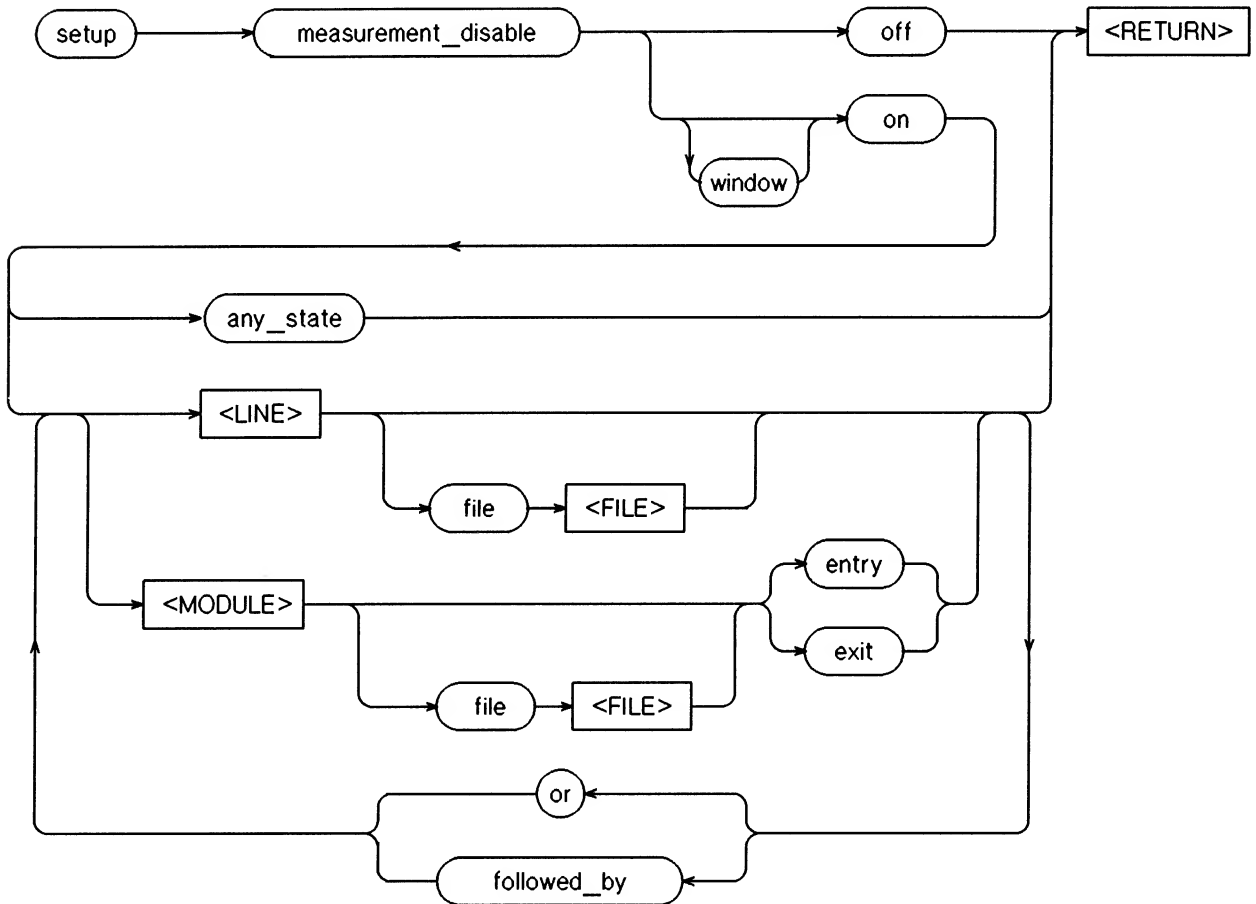 setup
measurement_disable
off
<RETURN>
on
window
any_state
<LINE>
file
<FILE>
entry
<MODULE>
exit
file
<FILE>
or
followed_by